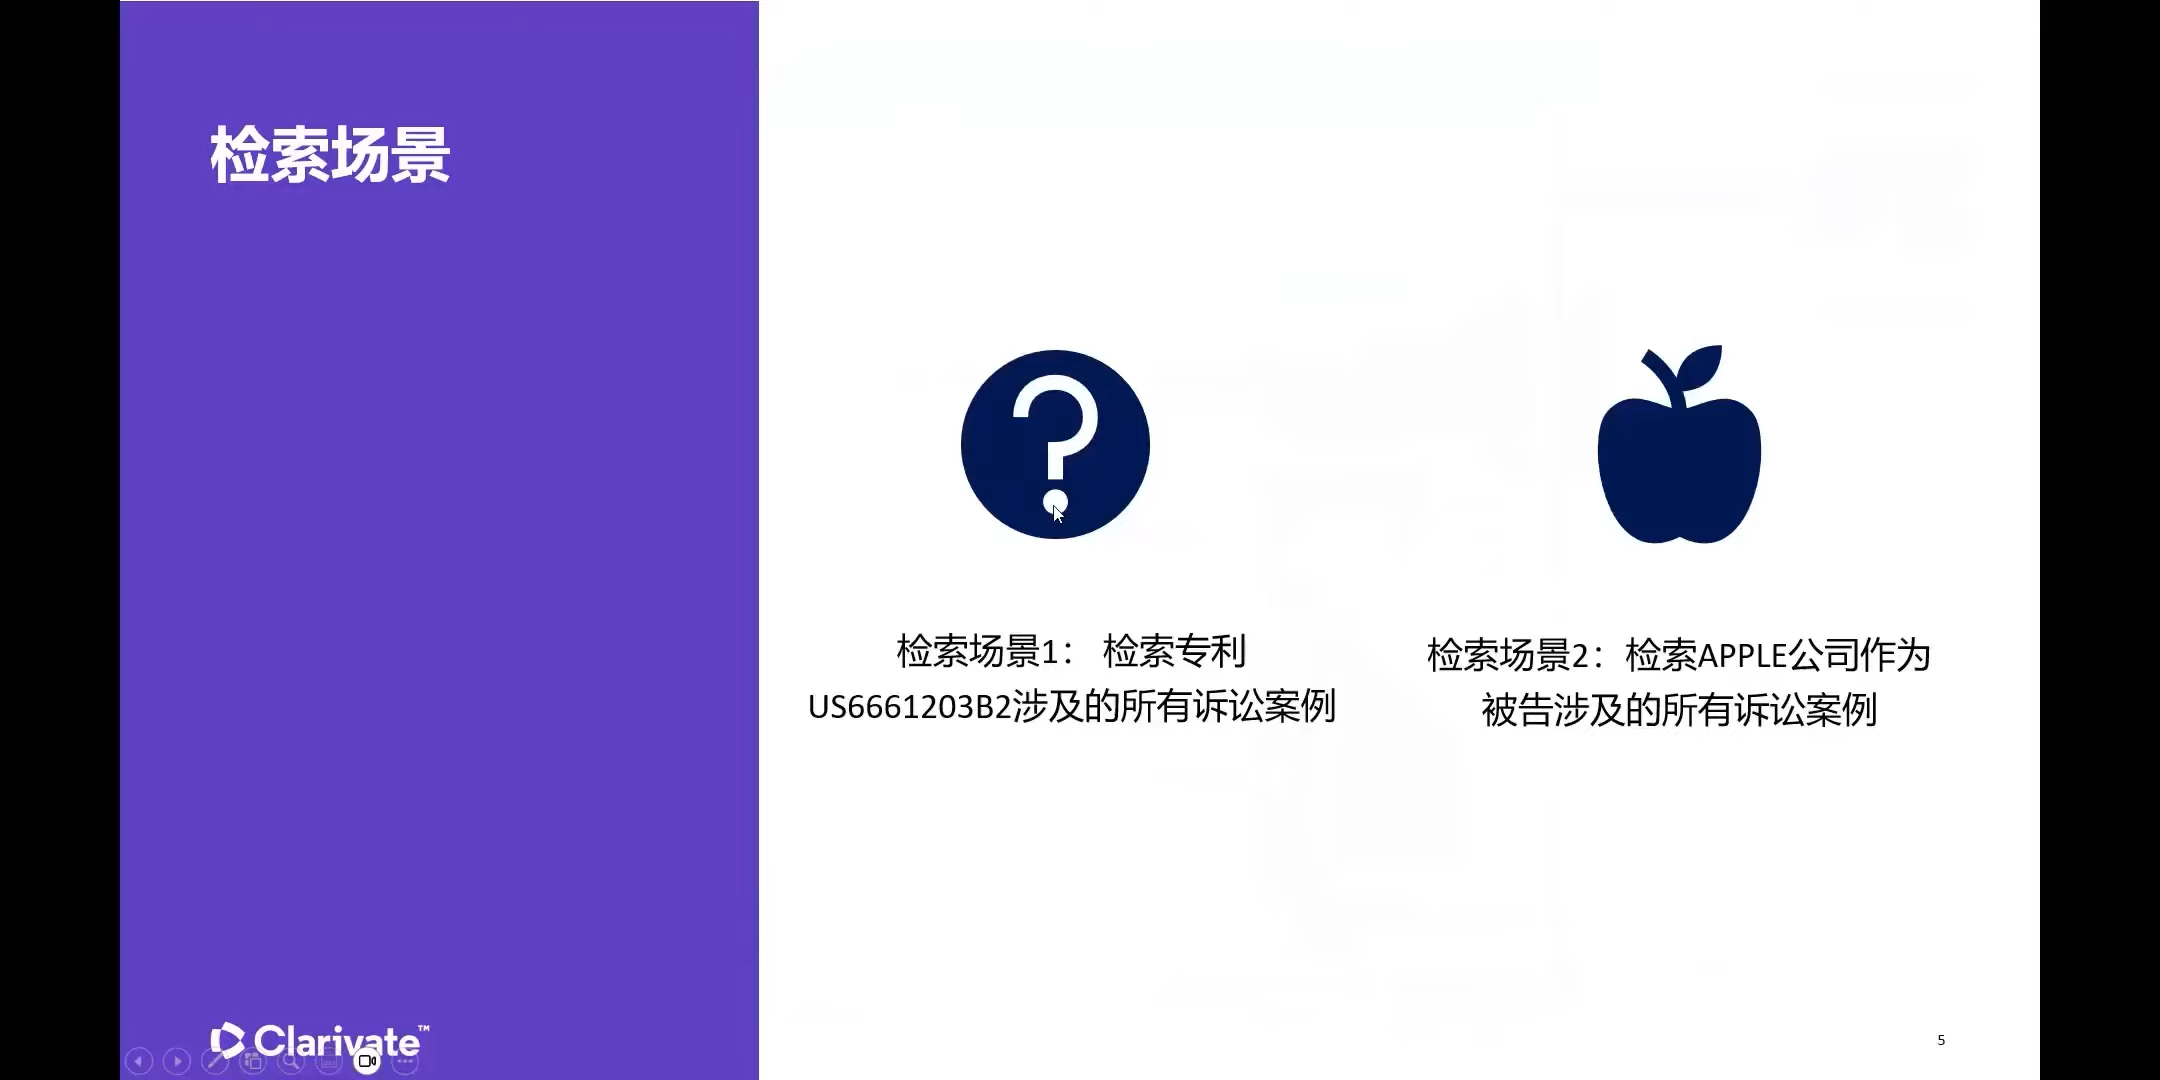 检索场景
检索场景1： 检索专利
US6661203B2涉及的所有诉讼案例
检索场景2：检索APPLE公司作为
被告涉及的所有诉讼案例
Clarivate™
5